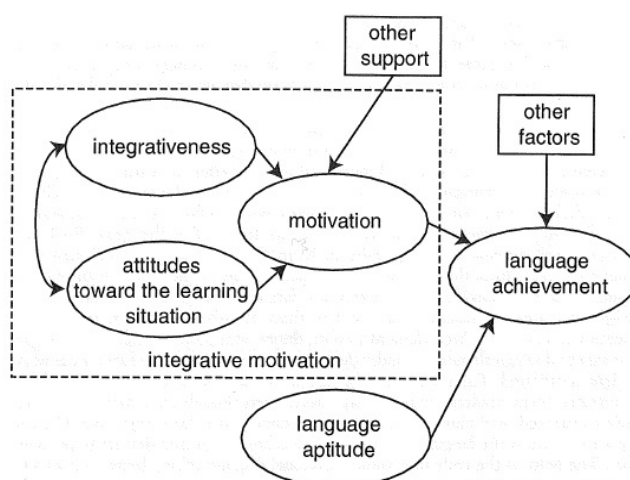 other
support
other
factors
integrativeness
motivation
attitudes
toward the learning
situation
language
achievement
integrative motivation
language
aptitude